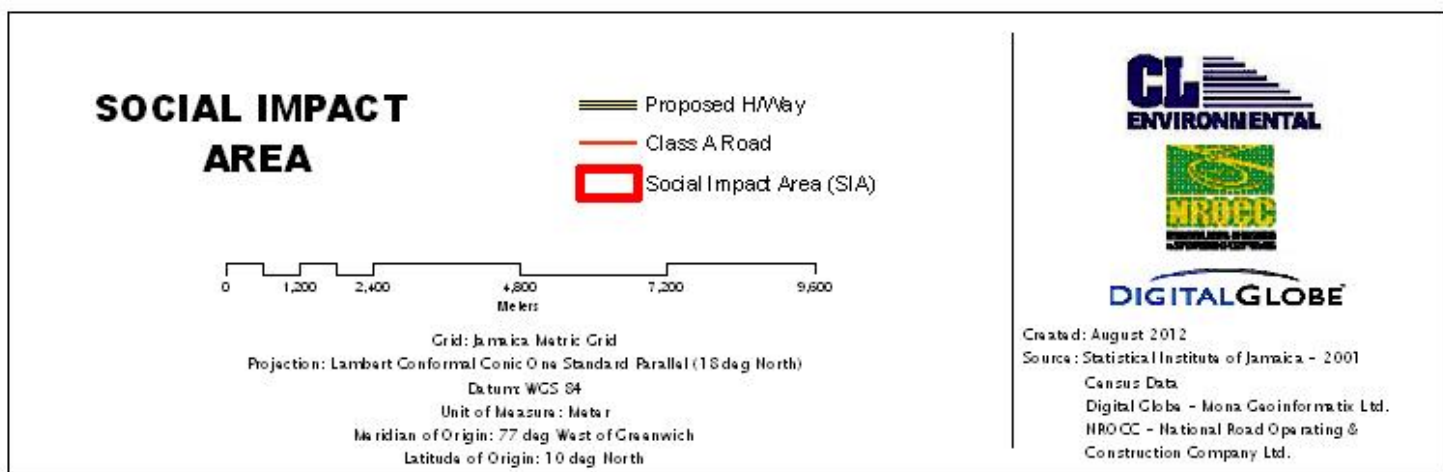 SOCIAL IMPACT
AREA
Proposed H/Way
Class A Road
Social Impact Area (SIA)
0 1,200 2,400 4,800 7,200 9,600
Meters
Grid: Jamaica Metric Grid
Projection: Lambert Conformal Conic One Standard Parallel (18 deg North)
Datum: WGS 84
Unit of Measure: Meter
Meridian of Origin: 77 deg West of Greenwich
Latitude of Origin: 10 deg North
CL
ENVIRONMENTAL
NROCC
DIGITALGLOBE
Created: August 2012
Source: Statistical Institute of Jamaica - 2001
Census Data
Digital Globe - Mona Geoinformatix Ltd.
NROCC - National Road Operating &
Construction Company Ltd.